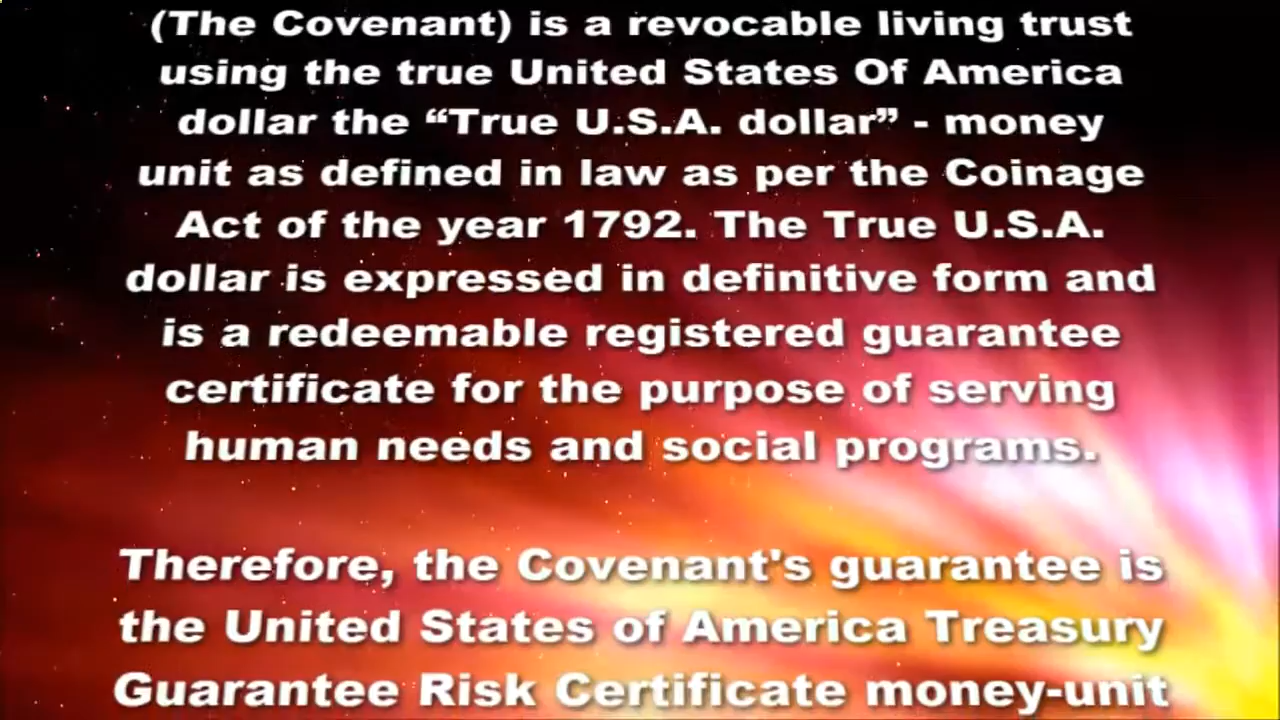 (The Covenant) is a revocable living trust
using the true United States Of America
dollar the “True U.S.A. dollar” - money
unit as defined in law as per the Coinage
Act of the year 1792. The True U.S.A.
dollar is expressed in definitive form and
is a redeemable registered guarantee
certificate for the purpose of serving
human needs and social programs.
Therefore, the Covenant's guarantee is
the United States of America Treasury
Guarantee Risk Certificate money-unit